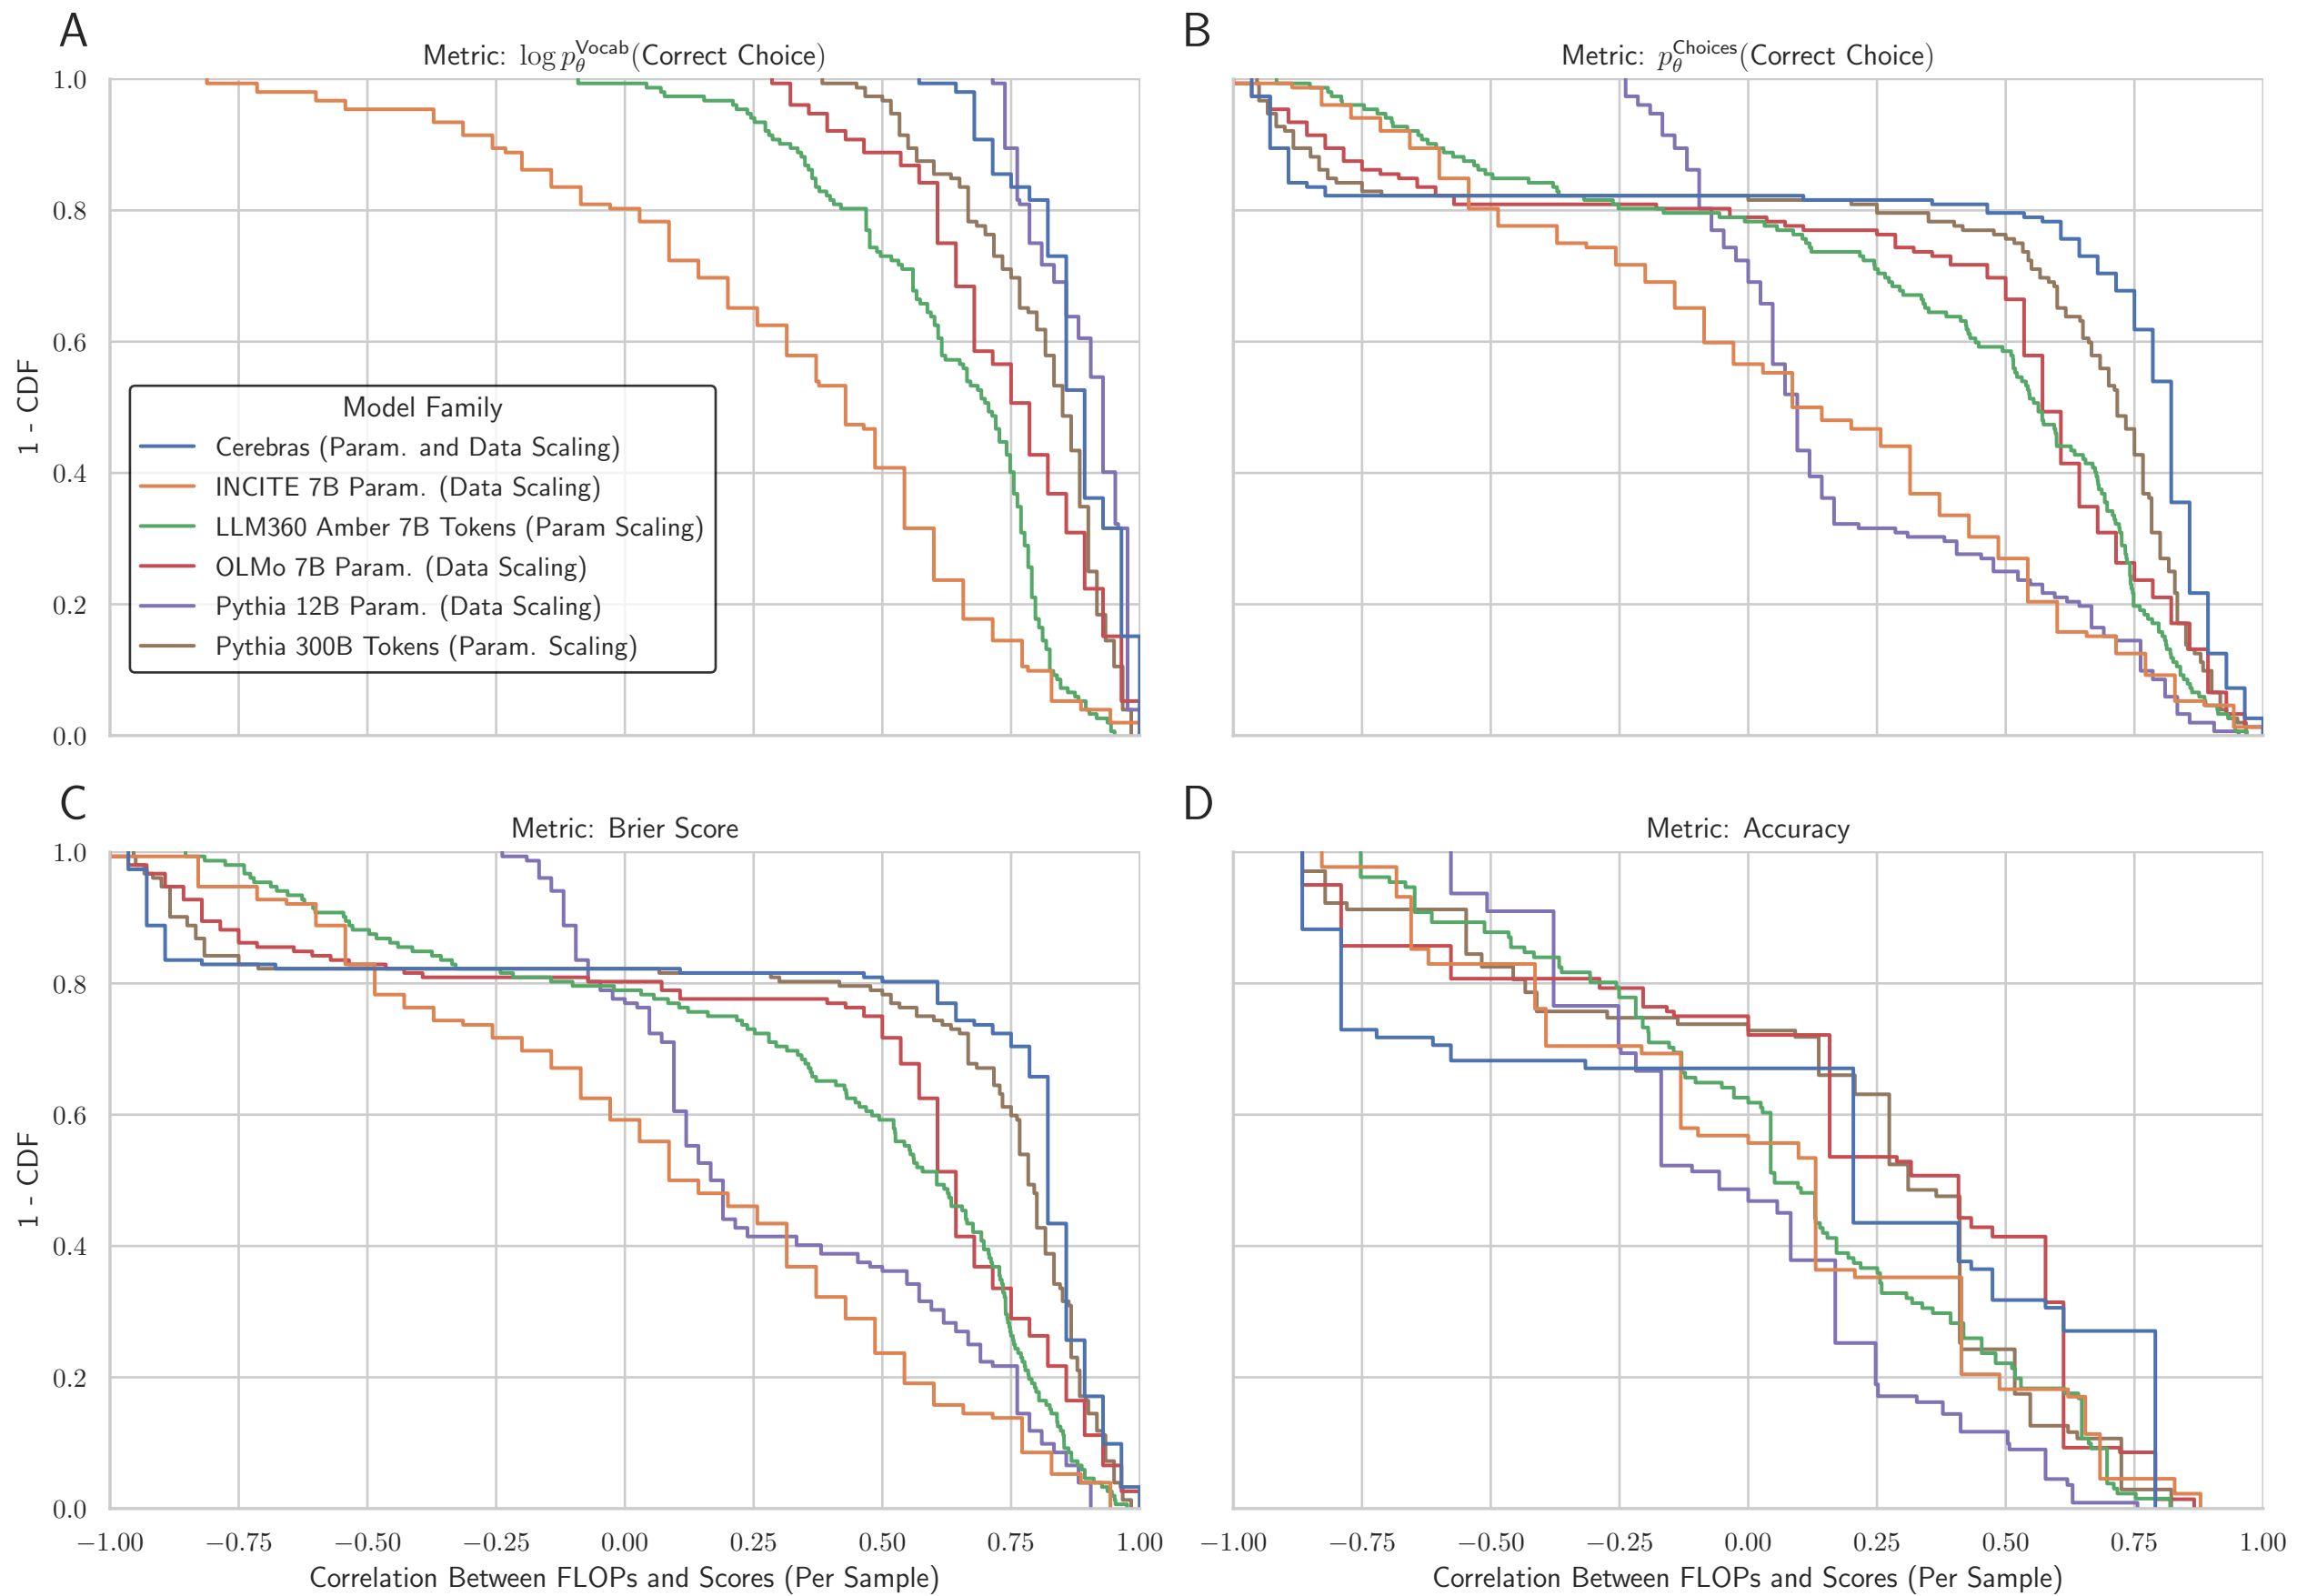 A
Metric: log p_θ^Vocab(Correct Choice)
1.0
0.8
0.6
0.4
0.2
0.0
1 - CDF
Model Family
Cerebras (Param. and Data Scaling)
INCITE 7B Param. (Data Scaling)
LLM360 Amber 7B Tokens (Param Scaling)
OLMo 7B Param. (Data Scaling)
Pythia 12B Param. (Data Scaling)
Pythia 300B Tokens (Param. Scaling)
B
Metric: p_θ^Choices(Correct Choice)
C
Metric: Brier Score
1.0
0.8
0.6
0.4
0.2
0.0
1 - CDF
−1.00 −0.75 −0.50 −0.25 0.00 0.25 0.50 0.75 1.00
Correlation Between FLOPs and Scores (Per Sample)
D
Metric: Accuracy
−1.00 −0.75 −0.50 −0.25 0.00 0.25 0.50 0.75 1.00
Correlation Between FLOPs and Scores (Per Sample)